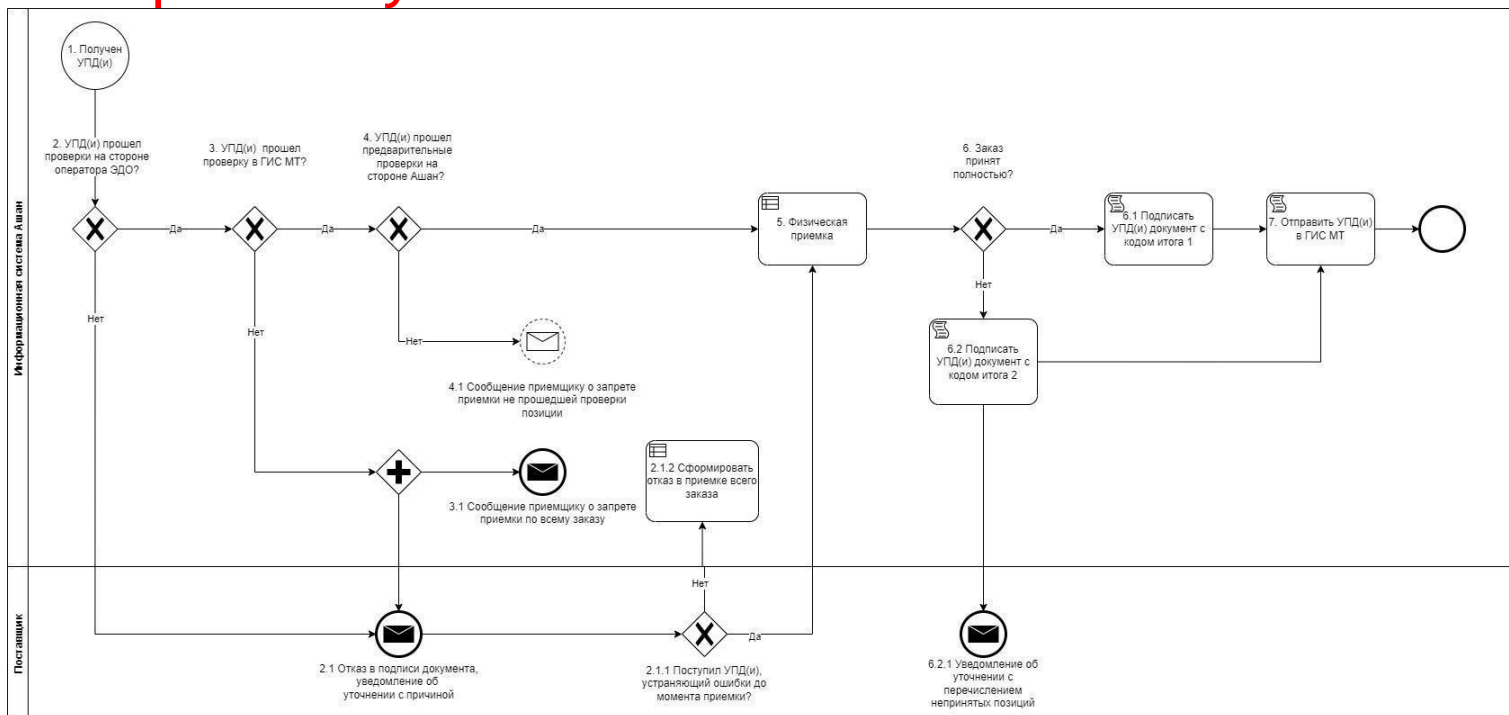 1. Получен
УПД(и)
2. УПД(и) прошел
проверки на стороне
оператора ЭДО?
3. УПД(и) прошел
проверку в ГИС МТ?
4. УПД(и) прошел
предварительные
проверки на
стороне Ашан?
6. Заказ
принят
полностью?
Да
Да
Да
5. Физическая
приемка
Да
6.1 Подписать
УПД(и) документ с
кодом итога 1
7. Отправить УПД(и)
в ГИС МТ
Информационная система Ашан
Нет
Нет
Нет
Нет
4.1 Сообщение приемщику о запрете
приемки не прошедшей проверки
позиции
6.2 Подписать
УПД(и) документ с
кодом итога 2
3.1 Сообщение приемщику о запрете
приемки по всему заказу
2.1.2 Сформировать
отказ в приемке всего
заказа
Поставщик
Нет
Да
2.1 Отказ в подписи документа,
уведомление об
уточнении с причиной
2.1.1 Поступил УПД(и),
устраняющий ошибки до
момента приемки?
6.2.1 Уведомление об
уточнении с
перечислением
непринятых позиций